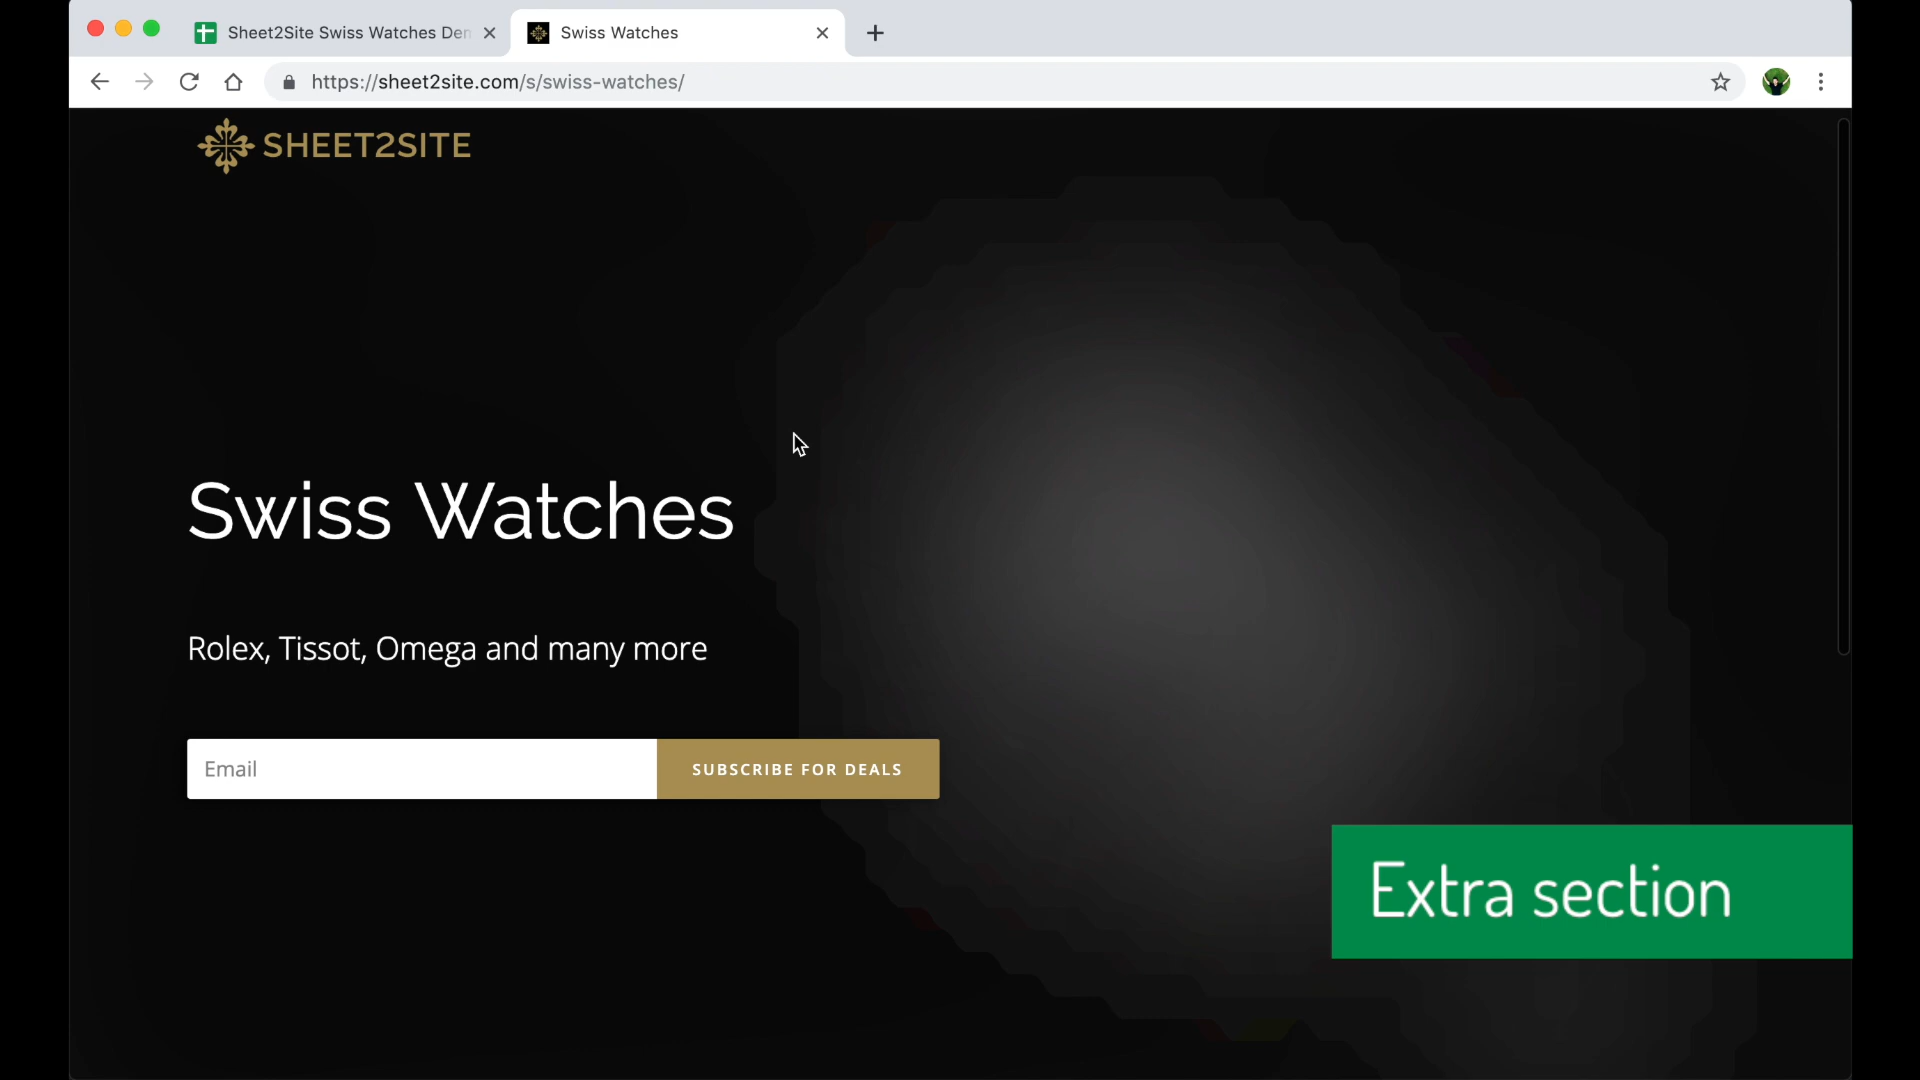 Sheet2Site Swiss Watches Den
Swiss Watches
https://sheet2site.com/s/swiss-watches/
SHEET2SITE
Swiss Watches
Rolex, Tissot, Omega and many more
Email
SUBSCRIBE FOR DEALS
Extra section